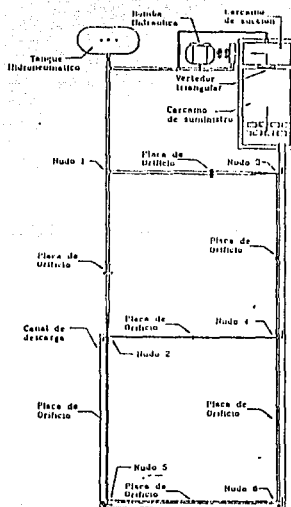 Bomba
Hidraulica
Carcamo
de succion
Tanque
Hidroneumatico
Vertedor
triangular
Carcamo
de suministro
Nudo 1
Placa de
Orificio
Nudo 3
Placa de
Orificio
Placa de
Orificio
Placa de
Orificio
Canal de
descarga
Nudo 4
Nudo 2
Placa de
Orificio
Placa de
Orificio
Nudo 5
Placa de
Orificio
Nudo 6